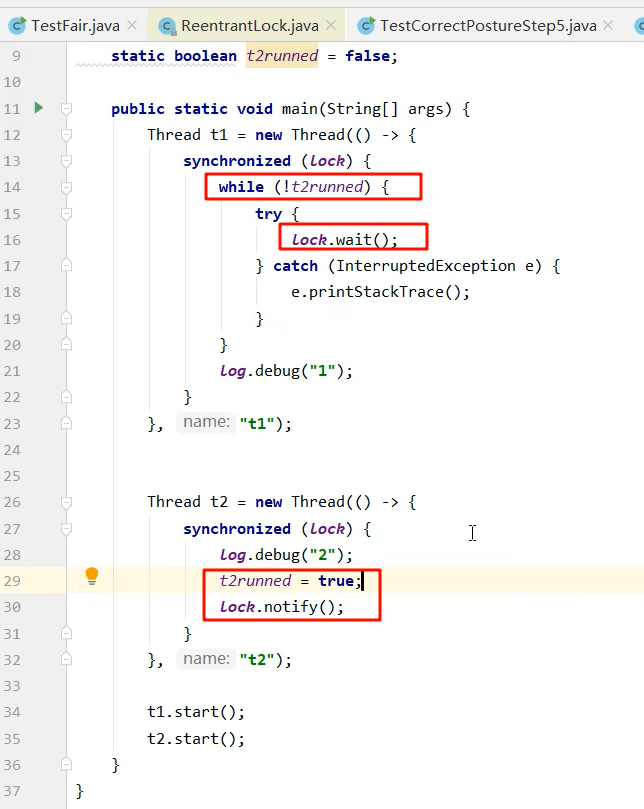 TestFair.java × ReentrantLock.java × TestCorrectPostureStep5.java ×
9 static boolean t2runned = false;
10
11 public static void main(String[] args) {
12 Thread t1 = new Thread(() -> {
13 synchronized (lock) {
14 while (!t2runned) {
15 try {
16 lock.wait();
17 } catch (InterruptedException e) {
18 e.printStackTrace();
19 }
20 }
21 log.debug("1");
22 }
23 }, name: "t1");
24
25
26 Thread t2 = new Thread(() -> {
27 synchronized (lock) {
28 log.debug("2");
29 t2runned = true;
30 lock.notify();
31 }
32 }, name: "t2");
33
34 t1.start();
35 t2.start();
36 }
37 }